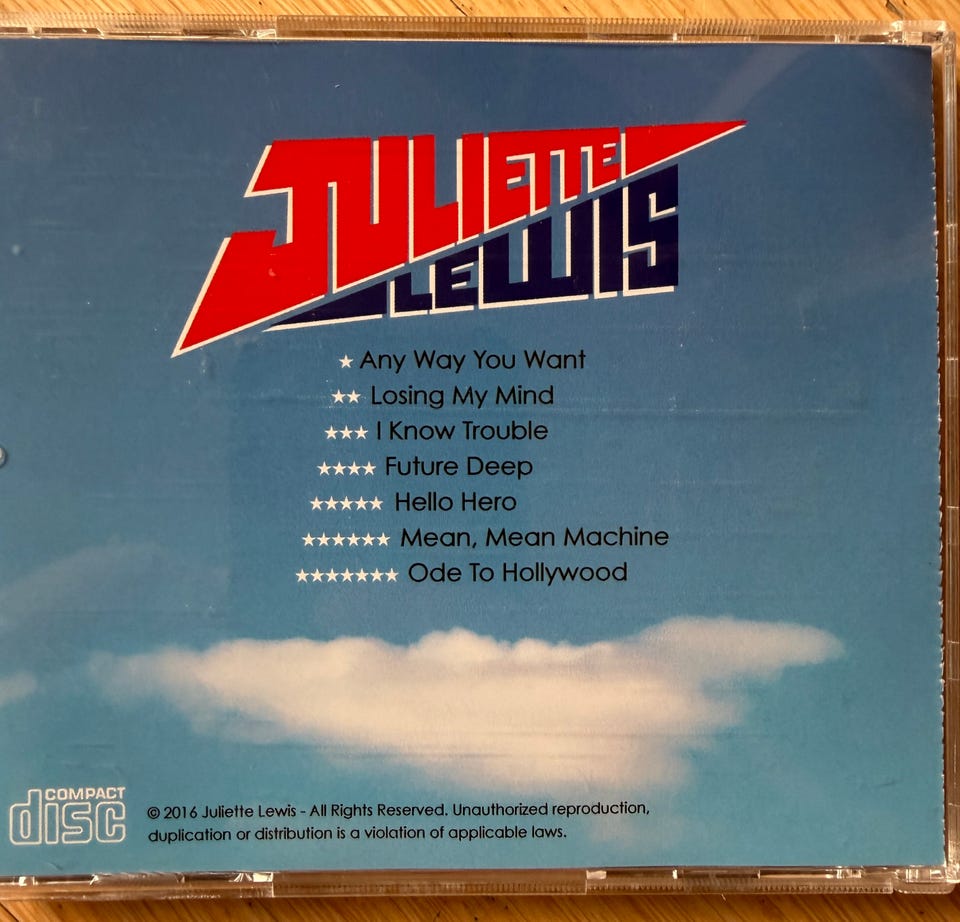 JULIETTE
LEWIS
★ Any Way You Want
★★ Losing My Mind
★★★ I Know Trouble
★★★★ Future Deep
★★★★★ Hello Hero
★★★★★★ Mean, Mean Machine
★★★★★★★ Ode To Hollywood
COMPACT
disc
© 2016 Juliette Lewis - All Rights Reserved. Unauthorized reproduction,
duplication or distribution is a violation of applicable laws.